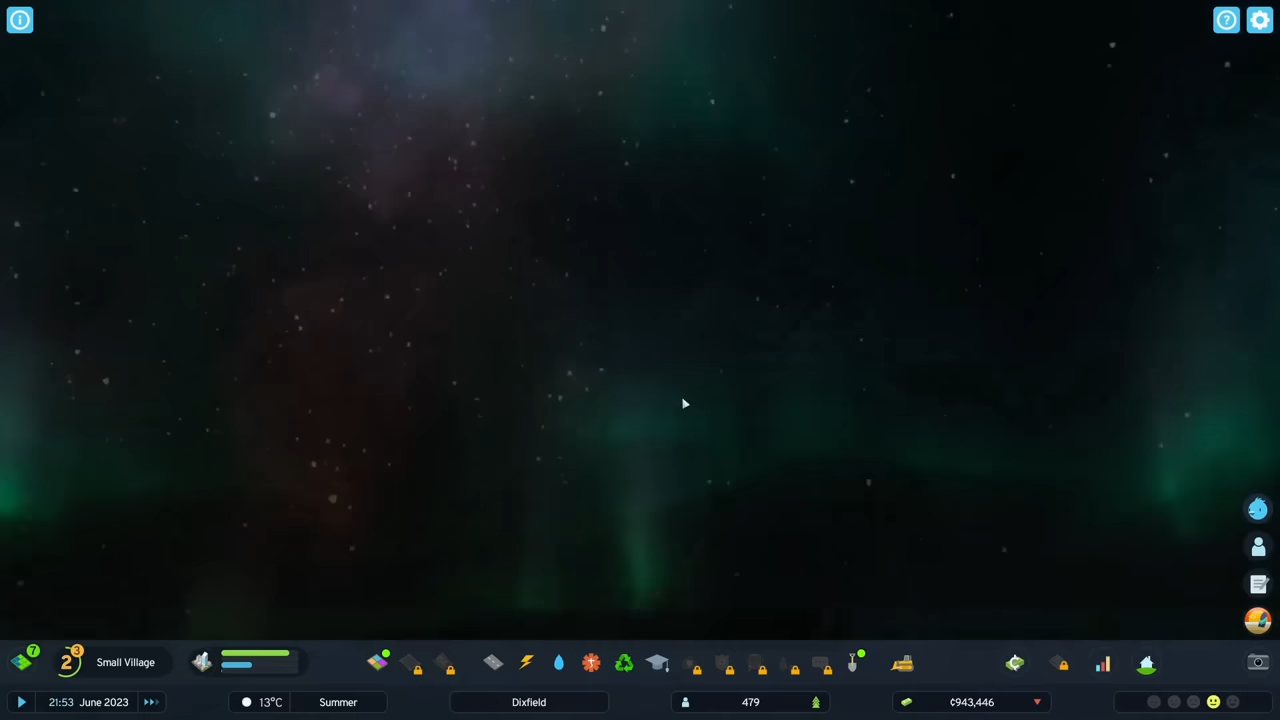 7
2
3
Small Village
21:53 June 2023
13°C
Summer
Dixfield
479
¢943,446